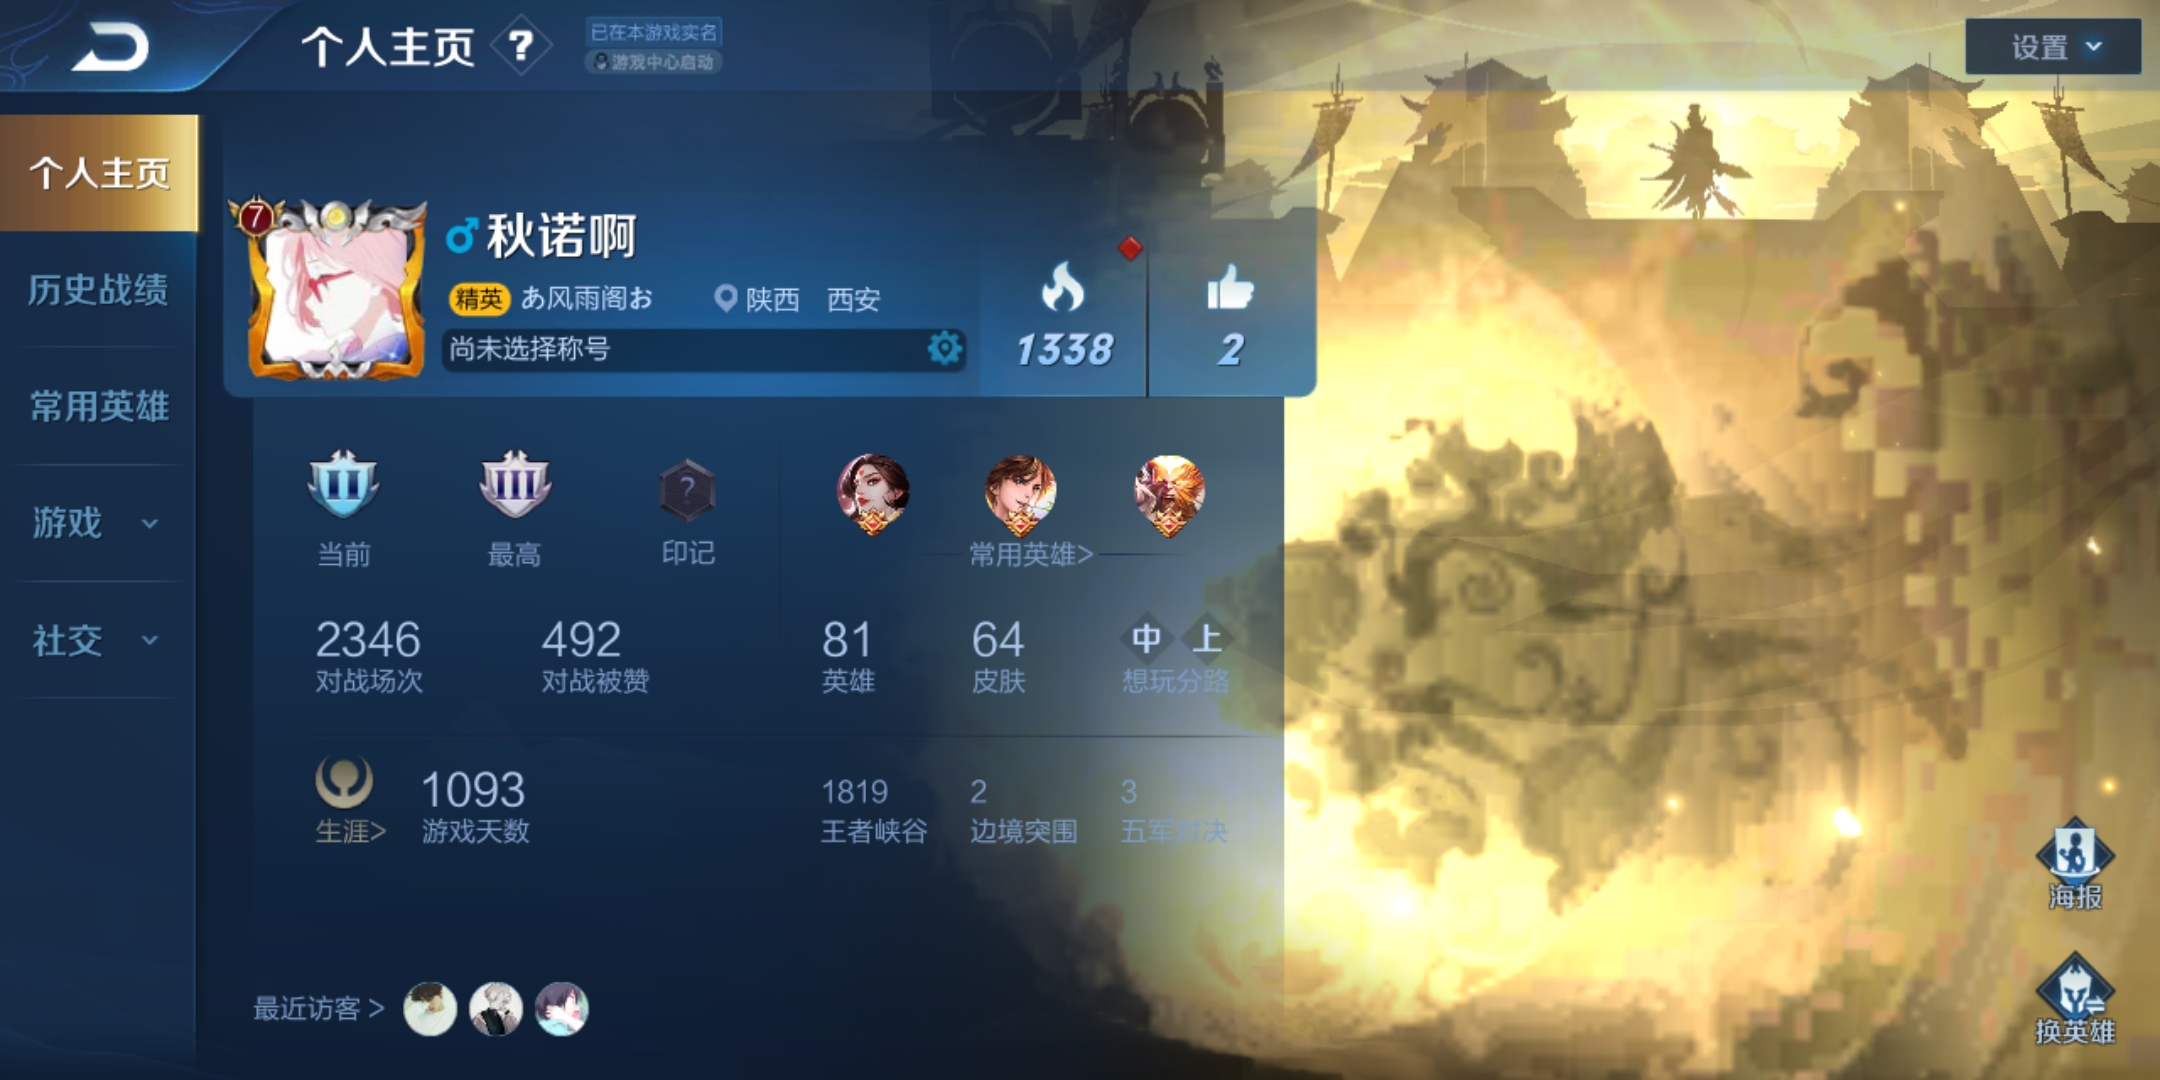 个人主页 ?
已在本游戏实名
游戏中心启动
设置
个人主页
历史战绩
常用英雄
游戏
社交
7
秋诺啊
精英 あ风雨阁お 陕西 西安
尚未选择称号
1338 2
II III ?
当前 最高 印记
常用英雄>
2346 492 81 64 中 上
对战场次 对战被赞 英雄 皮肤 想玩分路
1093 1819 2 3
生涯> 游戏天数 王者峡谷 边境突围 五军对决
最近访客 >
海报
换英雄